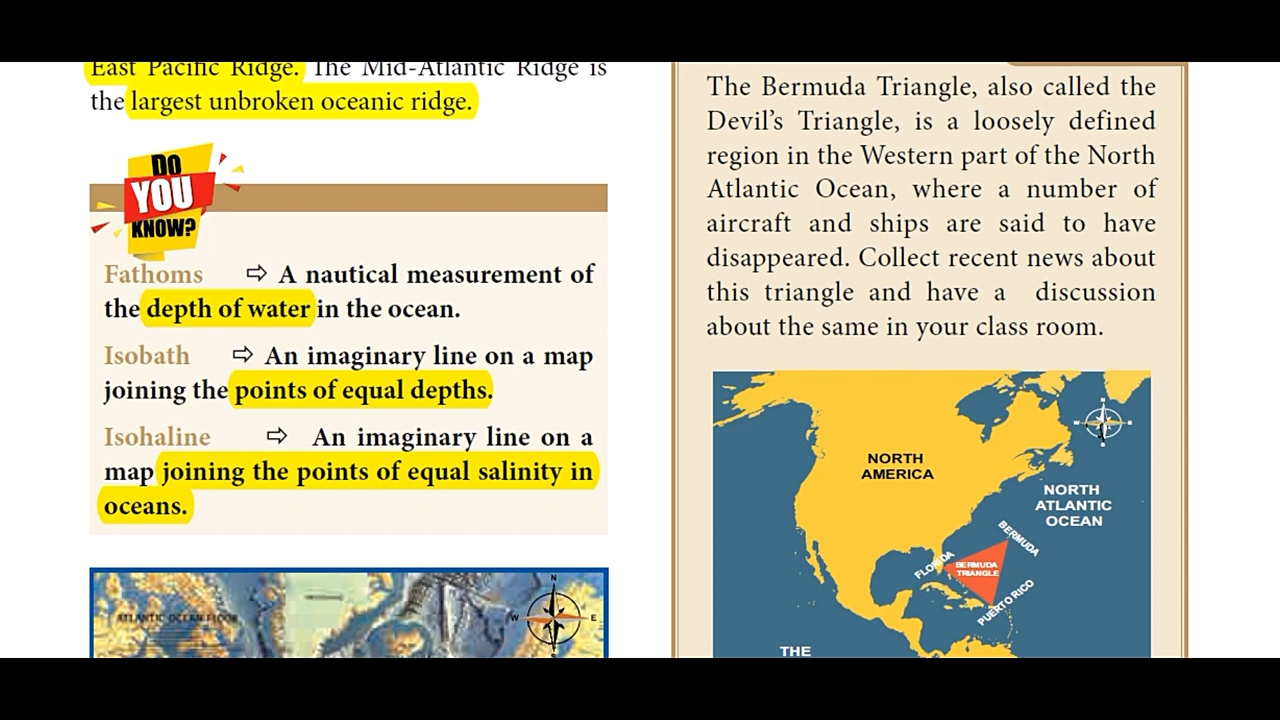 East Pacific Ridge. The Mid-Atlantic Ridge is
the largest unbroken oceanic ridge.
DO
YOU
KNOW?
Fathoms ⇨ A nautical measurement of
the depth of water in the ocean.
Isobath ⇨ An imaginary line on a map
joining the points of equal depths.
Isohaline ⇨ An imaginary line on a
map joining the points of equal salinity in
oceans.
ATLANTIC OCEAN FLOOR
N
W
E
S
The Bermuda Triangle, also called the
Devil's Triangle, is a loosely defined
region in the Western part of the North
Atlantic Ocean, where a number of
aircraft and ships are said to have
disappeared. Collect recent news about
this triangle and have a discussion
about the same in your class room.
N
W
E
S
NORTH
AMERICA
NORTH
ATLANTIC
OCEAN
BERMUDA
FLORIDA
BERMUDA
TRIANGLE
PUERTO RICO
THE